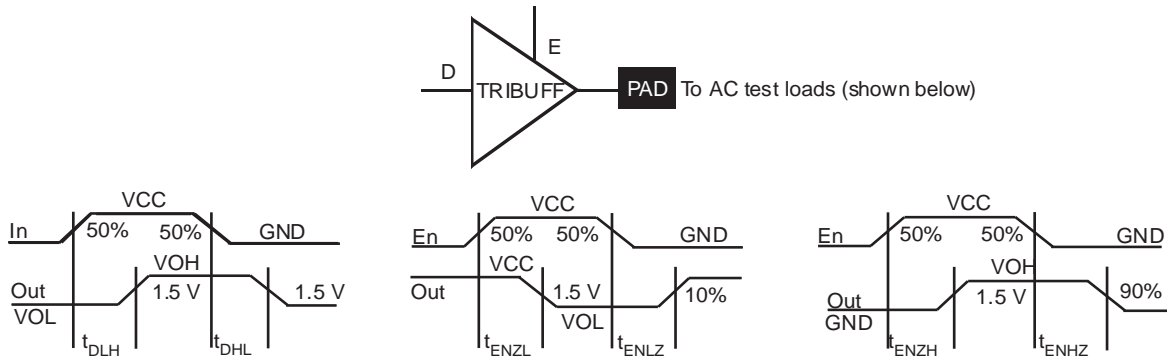 E
D
TRIBUFF
PAD To AC test loads (shown below)
VCC
In 50% 50% GND
VOH
Out 1.5 V 1.5 V
VOL
tDLH tDHL
VCC
En 50% 50% GND
VCC
Out 1.5 V 10%
VOL
tENZL tENLZ
VCC
En 50% 50% GND
VOH
Out 1.5 V 90%
GND
tENZH tENHZ